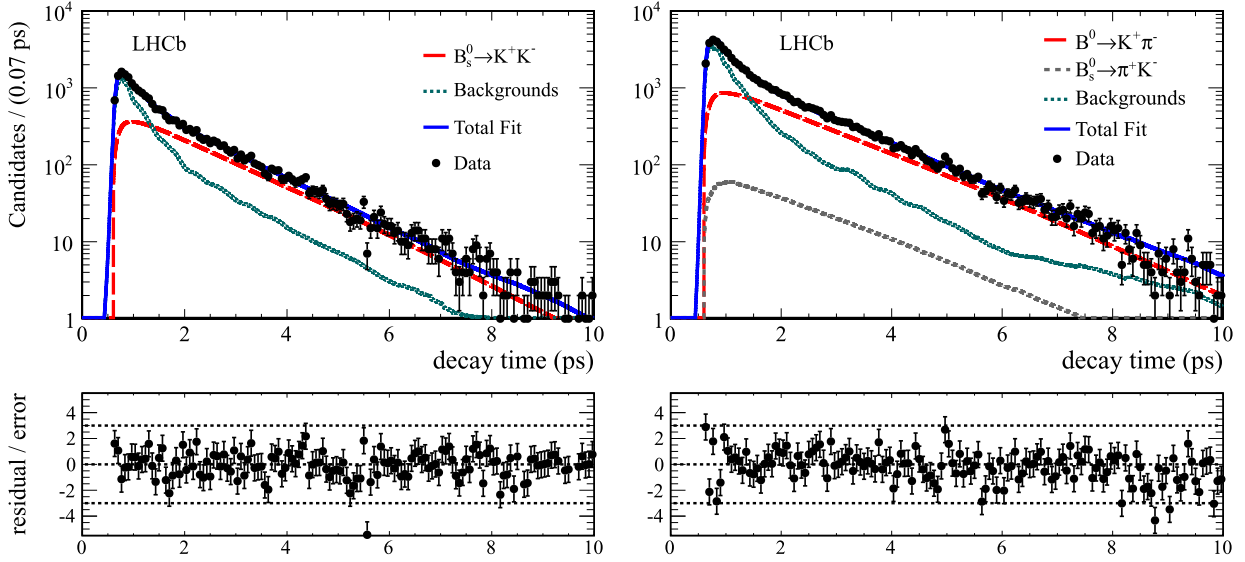 Candidates / (0.07 ps)
10⁴
10³
10²
10
1
LHCb
B⁰ₛ→K⁺K⁻
Backgrounds
Total Fit
Data
0 2 4 6 8 10
decay time (ps)
residual / error
4
2
0
-2
-4
0 2 4 6 8 10
10⁴
10³
10²
10
1
LHCb
B⁰→K⁺π⁻
B⁰ₛ→π⁺K⁻
Backgrounds
Total Fit
Data
0 2 4 6 8 10
decay time (ps)
4
2
0
-2
-4
0 2 4 6 8 10